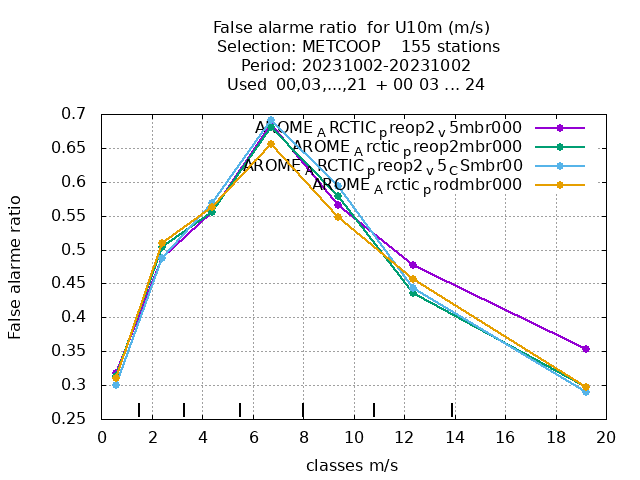 False alarme ratio for U10m (m/s)
Selection: METCOOP 155 stations
Period: 20231002-20231002
Used 00,03,...,21 + 00 03 ... 24
AROME_ARCTIC_preop2_v5mbr000
AROME_Arctic_preop2mbr000
AROME_ARCTIC_preop2_v5_CSmbr00
AROME_Arctic_prodmbr000
False alarme ratio
0.7
0.65
0.6
0.55
0.5
0.45
0.4
0.35
0.3
0.25
0 2 4 6 8 10 12 14 16 18 20
classes m/s